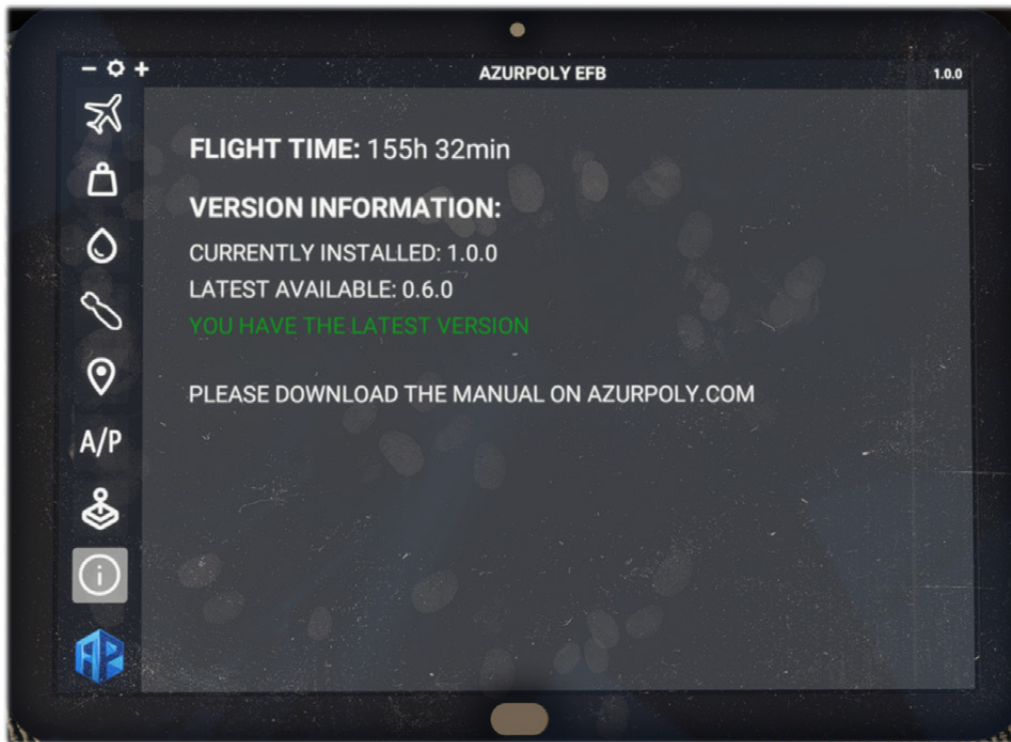 AZURPOLY EFB
1.0.0
FLIGHT TIME: 155h 32min
VERSION INFORMATION:
CURRENTLY INSTALLED: 1.0.0
LATEST AVAILABLE: 0.6.0
YOU HAVE THE LATEST VERSION
PLEASE DOWNLOAD THE MANUAL ON AZURPOLY.COM
A/P
AP